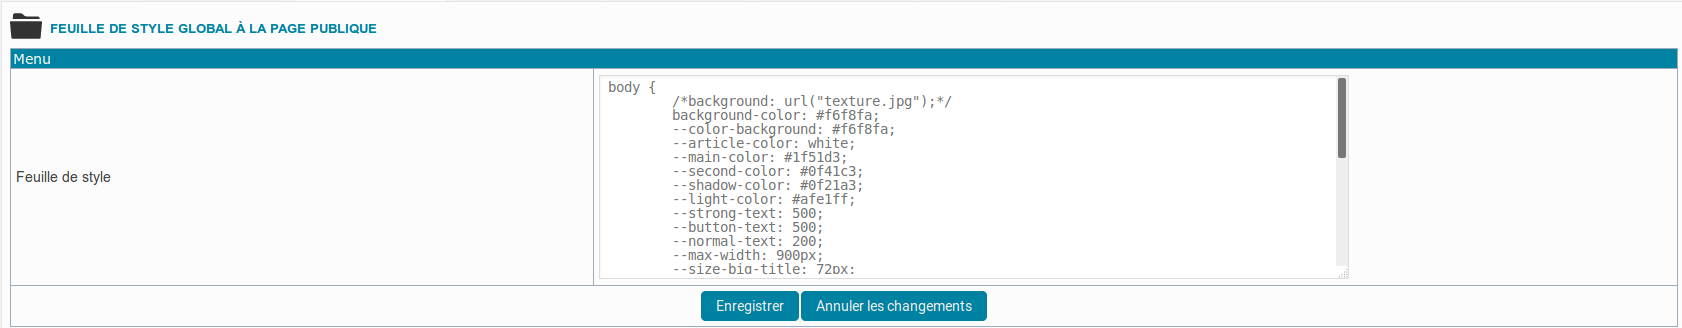 FEUILLE DE STYLE GLOBAL À LA PAGE PUBLIQUE
Menu
Feuille de style
body {
/*background: url("texture.jpg");*/
background-color: #f6f8fa;
--color-background: #f6f8fa;
--article-color: white;
--main-color: #1f51d3;
--second-color: #0f41c3;
--shadow-color: #0f21a3;
--light-color: #afe1ff;
--strong-text: 500;
--button-text: 500;
--normal-text: 200;
--max-width: 900px;
--size-big-title: 72px;
Enregistrer
Annuler les changements